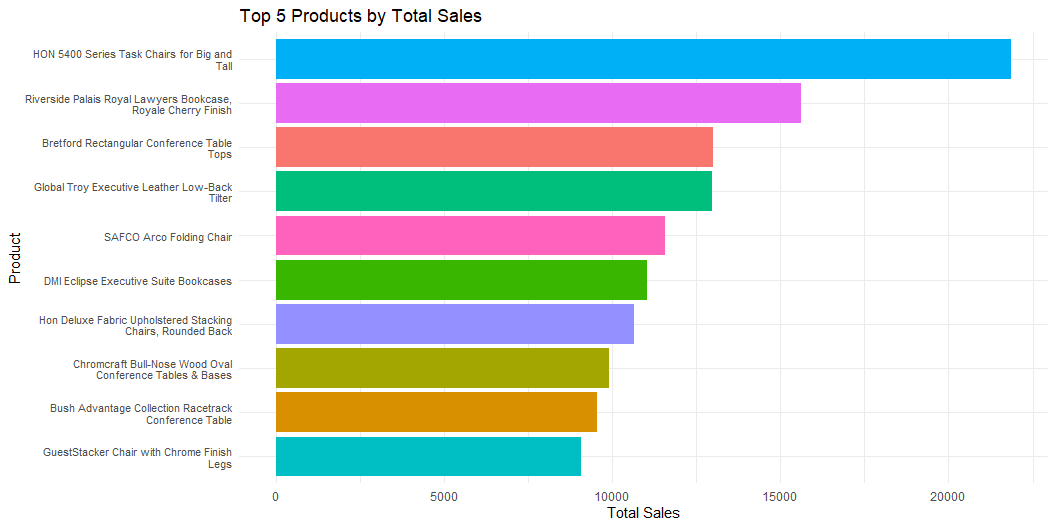 Top 5 Products by Total Sales
HON 5400 Series Task Chairs for Big and
Tall
Riverside Palais Royal Lawyers Bookcase,
Royale Cherry Finish
Bretford Rectangular Conference Table
Tops
Global Troy Executive Leather Low-Back
Tilter
SAFCO Arco Folding Chair
DMI Eclipse Executive Suite Bookcases
Hon Deluxe Fabric Upholstered Stacking
Chairs, Rounded Back
Chromcraft Bull-Nose Wood Oval
Conference Tables & Bases
Bush Advantage Collection Racetrack
Conference Table
GuestStacker Chair with Chrome Finish
Legs
Product
0 5000 10000 15000 20000
Total Sales